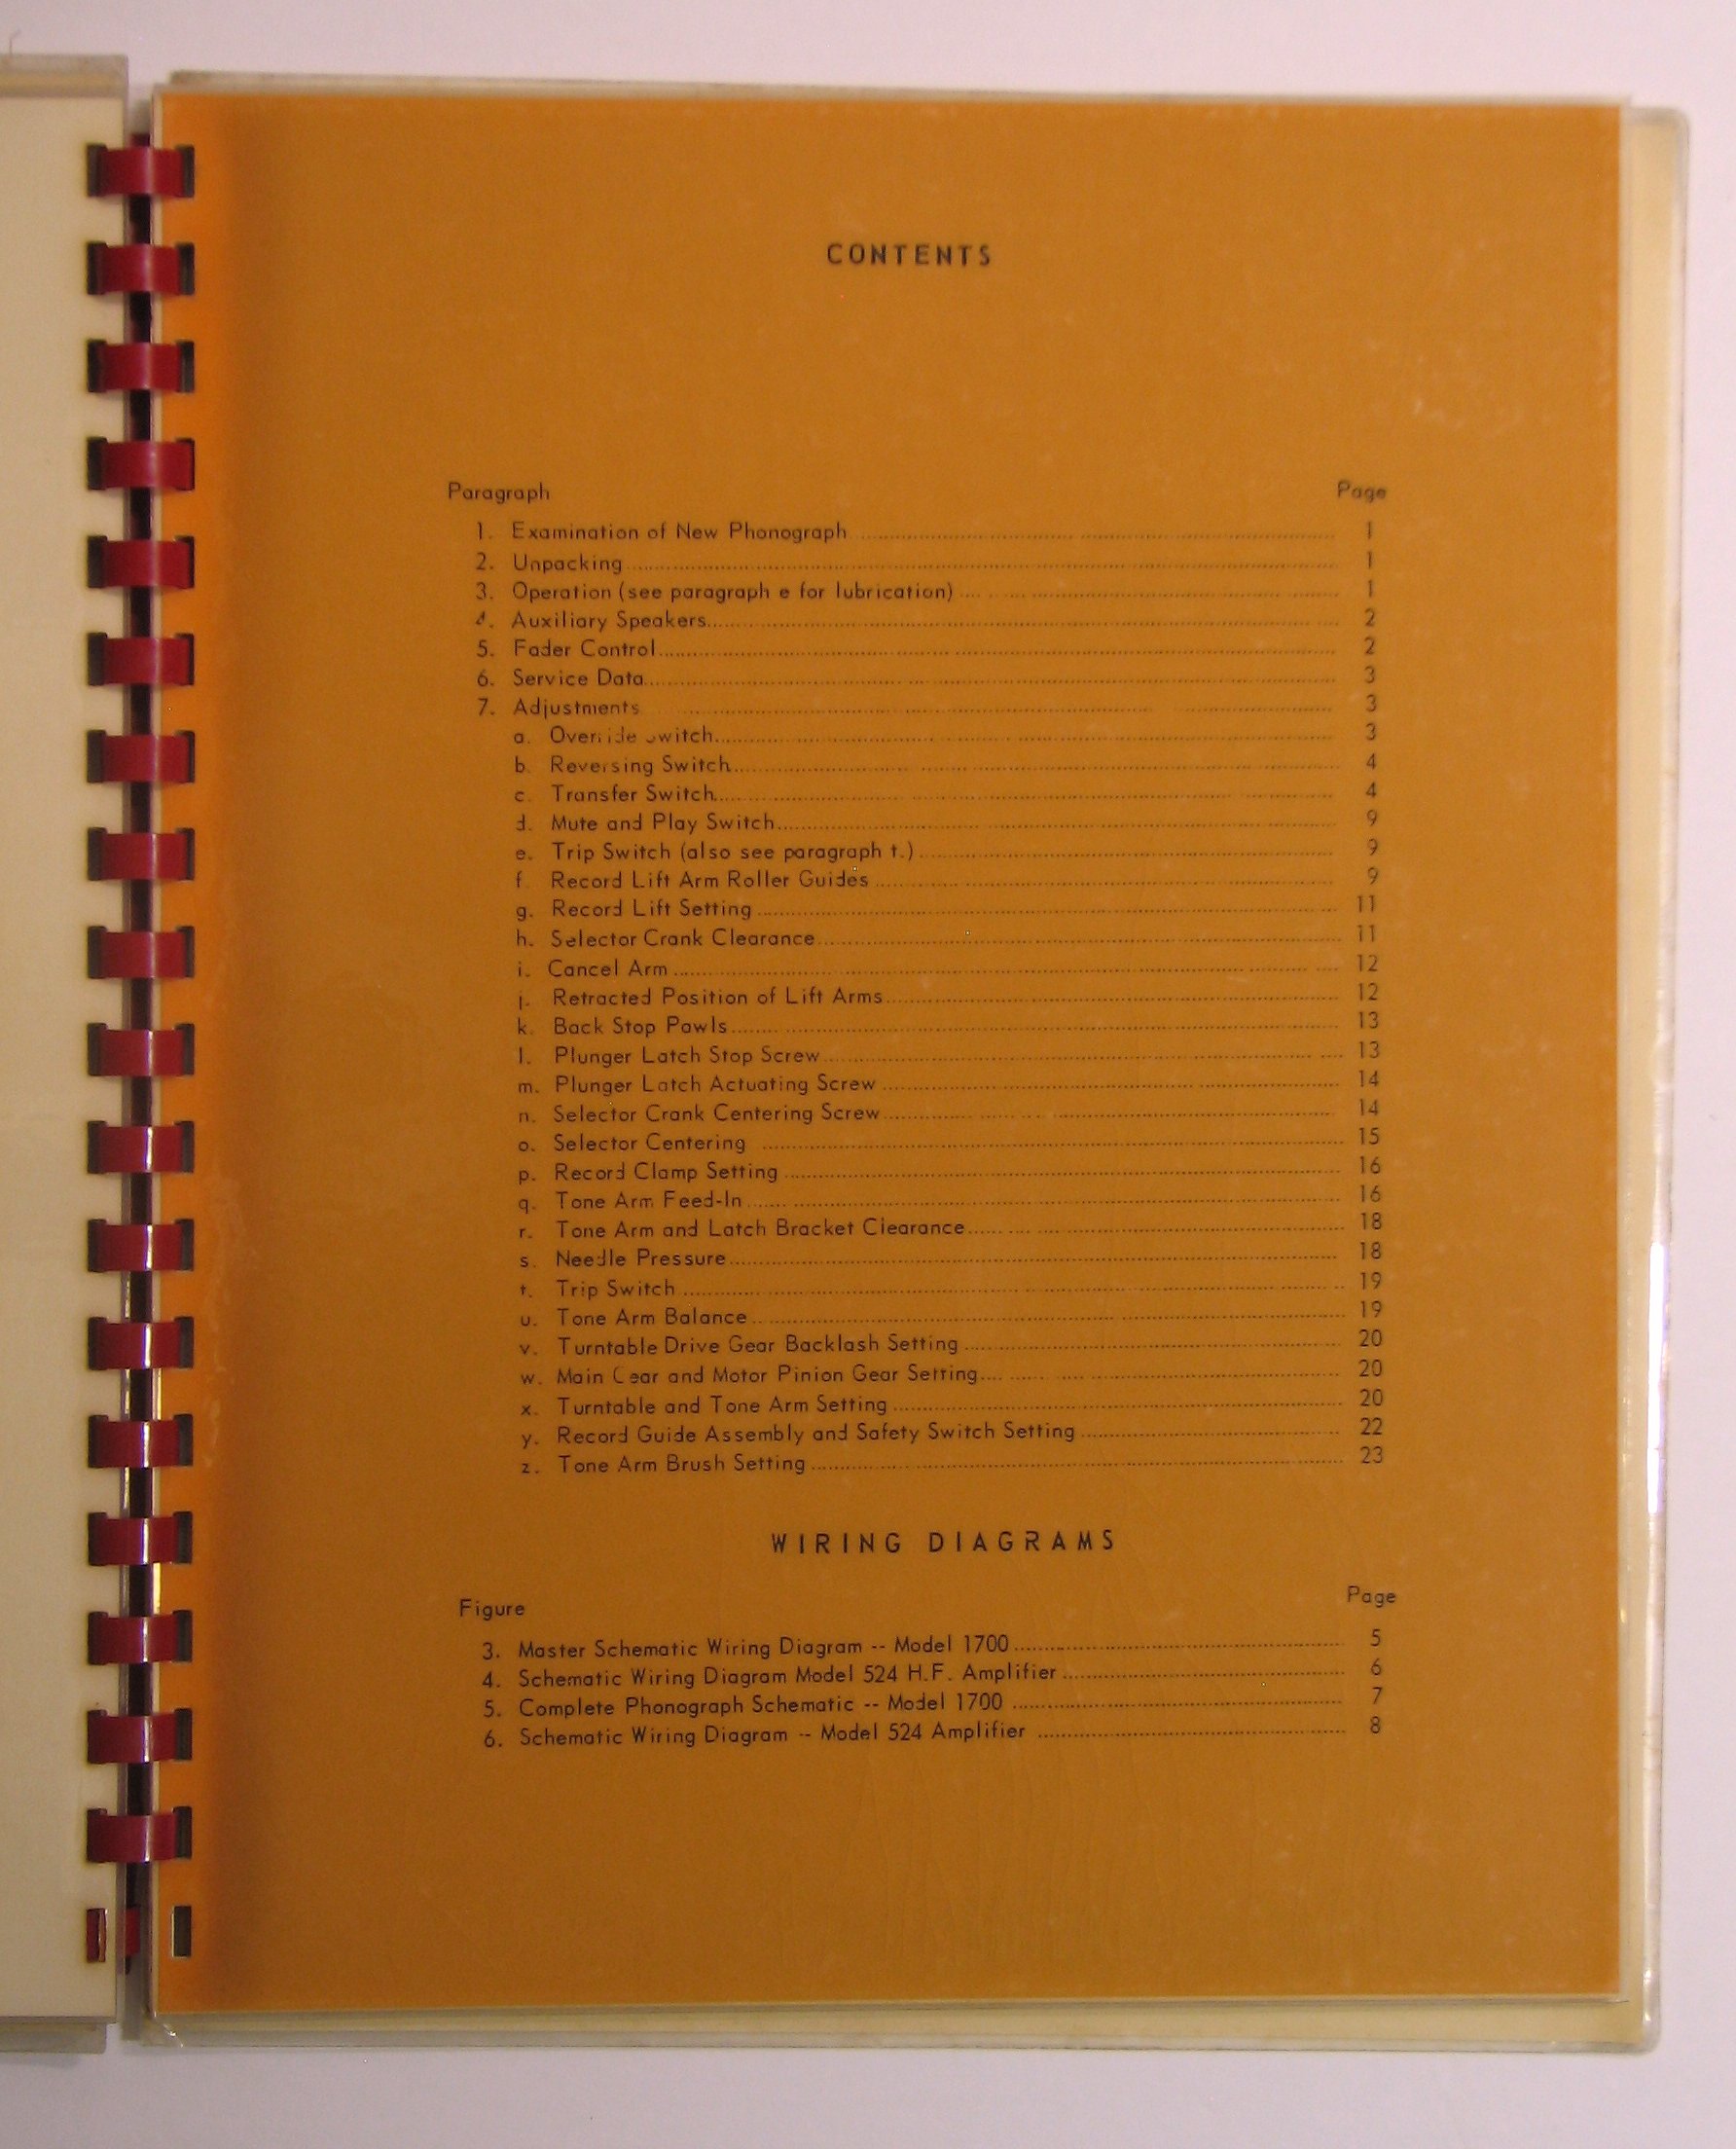 CONTENTS
Paragraph Page
1. Examination of New Phonograph 1
2. Unpacking 1
3. Operation (see paragraph e for lubrication) 1
4. Auxiliary Speakers 2
5. Fader Control 2
6. Service Data 3
7. Adjustments 3
a. Override Switch 3
b. Reversing Switch 4
c. Transfer Switch 4
d. Mute and Play Switch 9
e. Trip Switch (also see paragraph t.) 9
f. Record Lift Arm Roller Guides 9
g. Record Lift Setting 11
h. Selector Crank Clearance 11
i. Cancel Arm 12
j. Retracted Position of Lift Arms 12
k. Back Stop Pawls 13
l. Plunger Latch Stop Screw 13
m. Plunger Latch Actuating Screw 14
n. Selector Crank Centering Screw 14
o. Selector Centering 15
p. Record Clamp Setting 16
q. Tone Arm Feed-In 16
r. Tone Arm and Latch Bracket Clearance 18
s. Needle Pressure 18
t. Trip Switch 19
u. Tone Arm Balance 19
v. Turntable Drive Gear Backlash Setting 20
w. Main Gear and Motor Pinion Gear Setting 20
x. Turntable and Tone Arm Setting 20
y. Record Guide Assembly and Safety Switch Setting 22
z. Tone Arm Brush Setting 23
WIRING DIAGRAMS
Figure Page
3. Master Schematic Wiring Diagram -- Model 1700 5
4. Schematic Wiring Diagram Model 524 H.F. Amplifier 6
5. Complete Phonograph Schematic -- Model 1700 7
6. Schematic Wiring Diagram -- Model 524 Amplifier 8